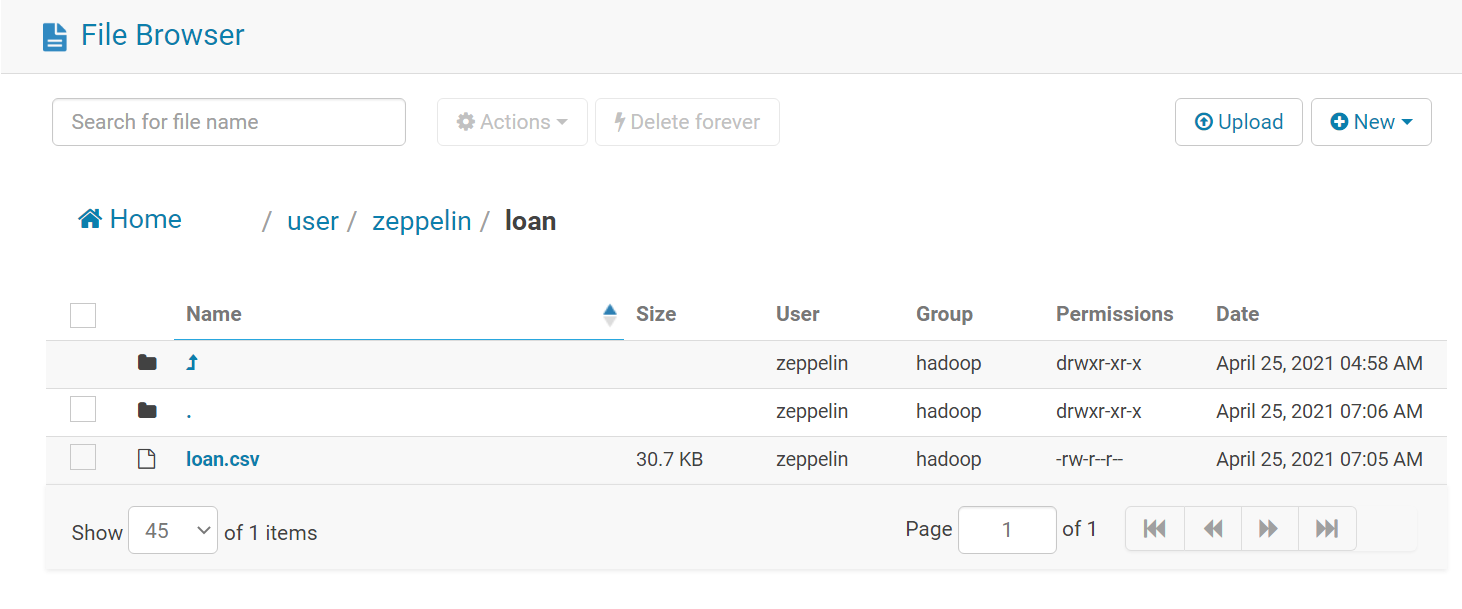 File Browser
Search for file name Actions Delete forever Upload New
Home / user / zeppelin / loan
Name Size User Group Permissions Date
zeppelin hadoop drwxr-xr-x April 25, 2021 04:58 AM
. zeppelin hadoop drwxr-xr-x April 25, 2021 07:06 AM
loan.csv 30.7 KB zeppelin hadoop -rw-r--r-- April 25, 2021 07:05 AM
Show 45 of 1 items Page 1 of 1